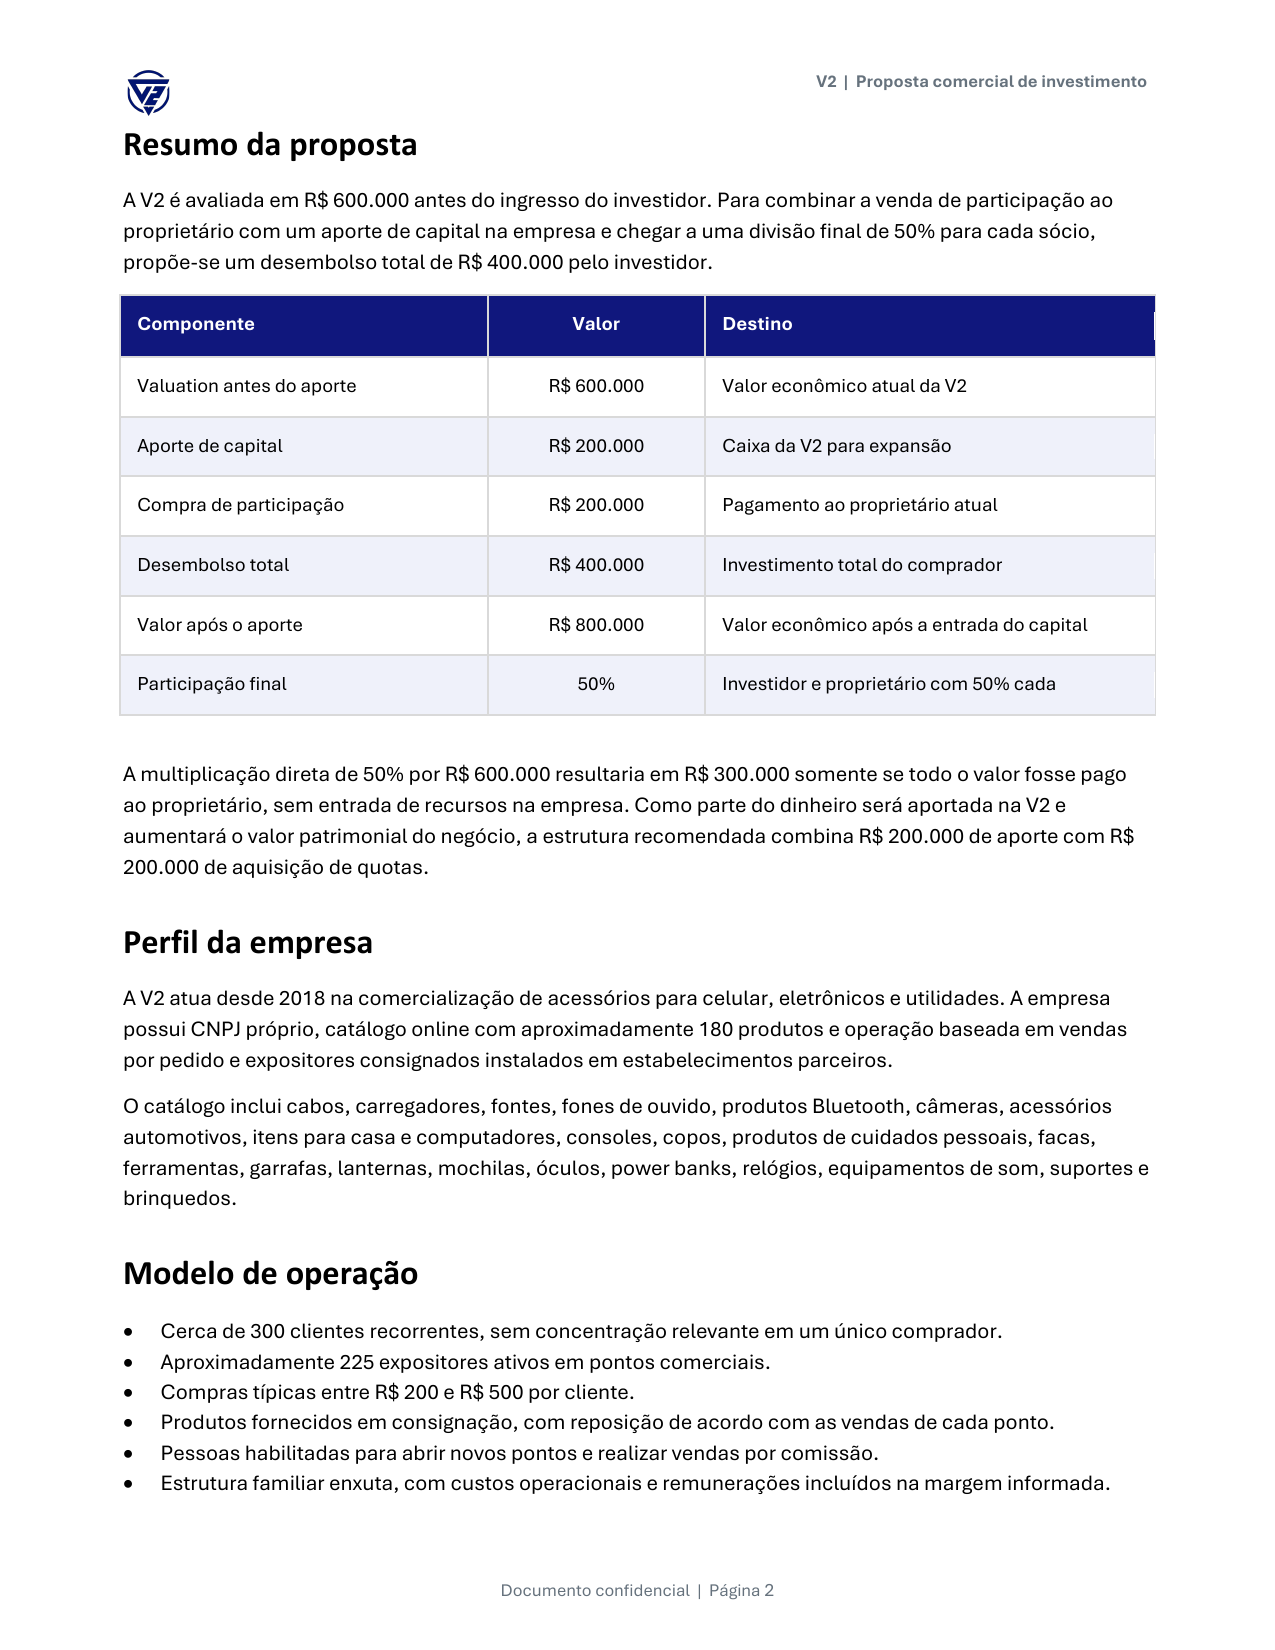 V2
V2 | Proposta comercial de investimento
Resumo da proposta
A V2 é avaliada em R$ 600.000 antes do ingresso do investidor. Para combinar a venda de participação ao
proprietário com um aporte de capital na empresa e chegar a uma divisão final de 50% para cada sócio,
propõe-se um desembolso total de R$ 400.000 pelo investidor.
Componente Valor Destino
Valuation antes do aporte R$ 600.000 Valor econômico atual da V2
Aporte de capital R$ 200.000 Caixa da V2 para expansão
Compra de participação R$ 200.000 Pagamento ao proprietário atual
Desembolso total R$ 400.000 Investimento total do comprador
Valor após o aporte R$ 800.000 Valor econômico após a entrada do capital
Participação final 50% Investidor e proprietário com 50% cada
A multiplicação direta de 50% por R$ 600.000 resultaria em R$ 300.000 somente se todo o valor fosse pago
ao proprietário, sem entrada de recursos na empresa. Como parte do dinheiro será aportada na V2 e
aumentará o valor patrimonial do negócio, a estrutura recomendada combina R$ 200.000 de aporte com R$
200.000 de aquisição de quotas.
Perfil da empresa
A V2 atua desde 2018 na comercialização de acessórios para celular, eletrônicos e utilidades. A empresa
possui CNPJ próprio, catálogo online com aproximadamente 180 produtos e operação baseada em vendas
por pedido e expositores consignados instalados em estabelecimentos parceiros.
O catálogo inclui cabos, carregadores, fontes, fones de ouvido, produtos Bluetooth, câmeras, acessórios
automotivos, itens para casa e computadores, consoles, copos, produtos de cuidados pessoais, facas,
ferramentas, garrafas, lanternas, mochilas, óculos, power banks, relógios, equipamentos de som, suportes e
brinquedos.
Modelo de operação
• Cerca de 300 clientes recorrentes, sem concentração relevante em um único comprador.
• Aproximadamente 225 expositores ativos em pontos comerciais.
• Compras típicas entre R$ 200 e R$ 500 por cliente.
• Produtos fornecidos em consignação, com reposição de acordo com as vendas de cada ponto.
• Pessoas habilitadas para abrir novos pontos e realizar vendas por comissão.
• Estrutura familiar enxuta, com custos operacionais e remunerações incluídos na margem informada.
Documento confidencial | Página 2